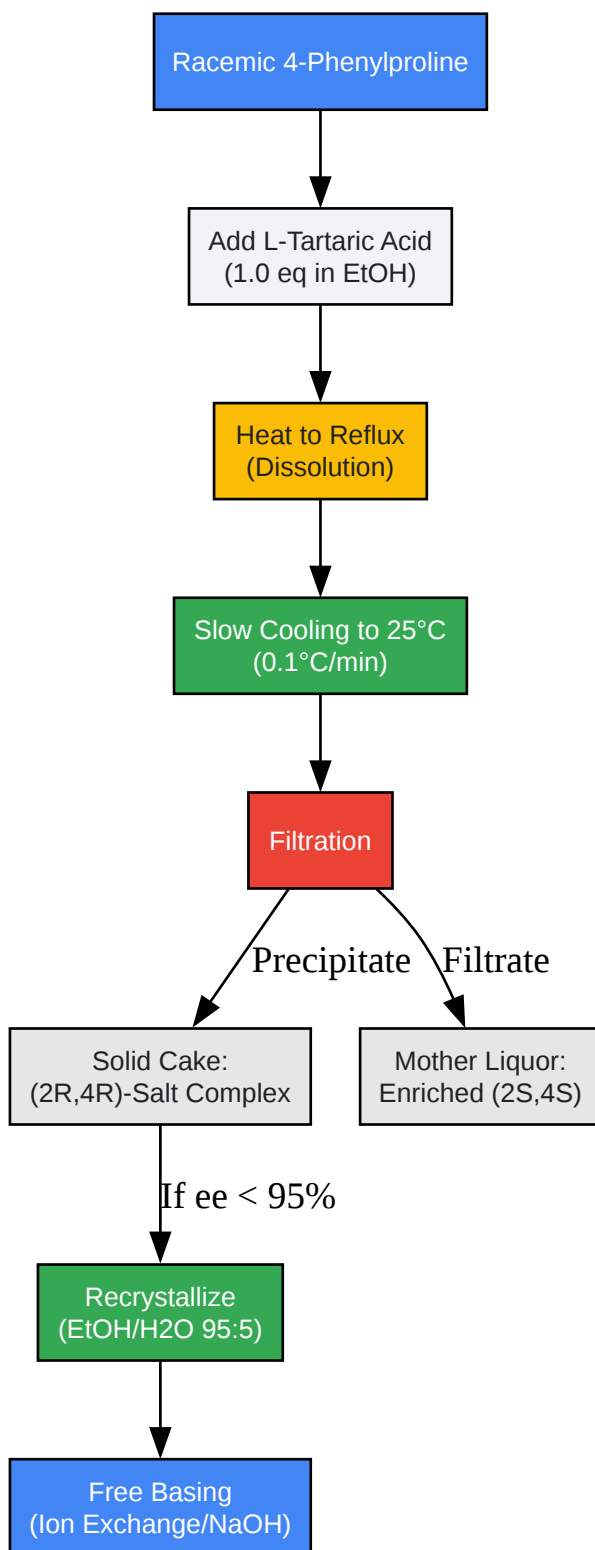 Racemic 4-Phenylproline
Add L-Tartaric Acid
(1.0 eq in EtOH)
Heat to Reflux
(Dissolution)
Slow Cooling to 25°C
(0.1°C/min)
Filtration
Precipitate
Filtrate
Solid Cake:
(2R,4R)-Salt Complex
Mother Liquor:
Enriched (2S,4S)
If ee < 95%
Recrystallize
(EtOH/H2O 95:5)
Free Basing
(Ion Exchange/NaOH)